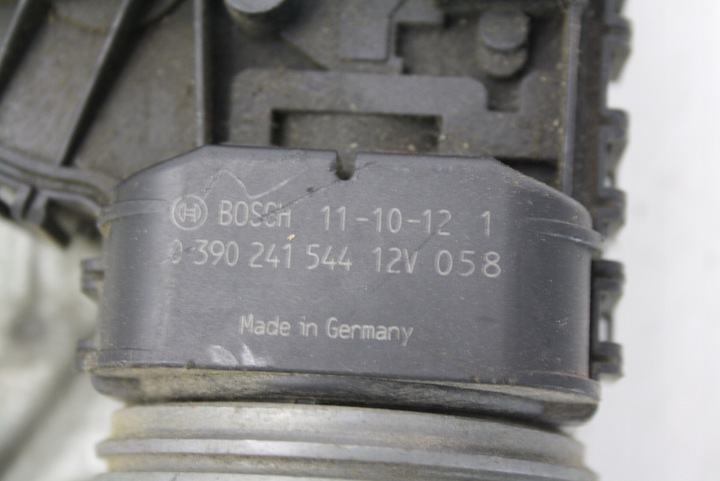 BOSCH 11-10-12 1
0 390 241 544 12V 058
Made in Germany